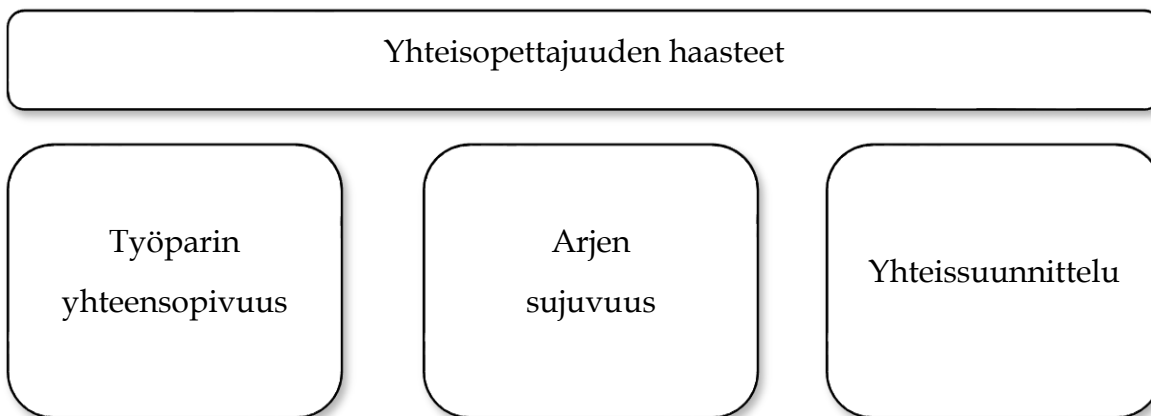 Yhteisopettajuuden haasteet
Työparin
yhteensopivuus
Arjen
sujuvuus
Yhteissuunnittelu